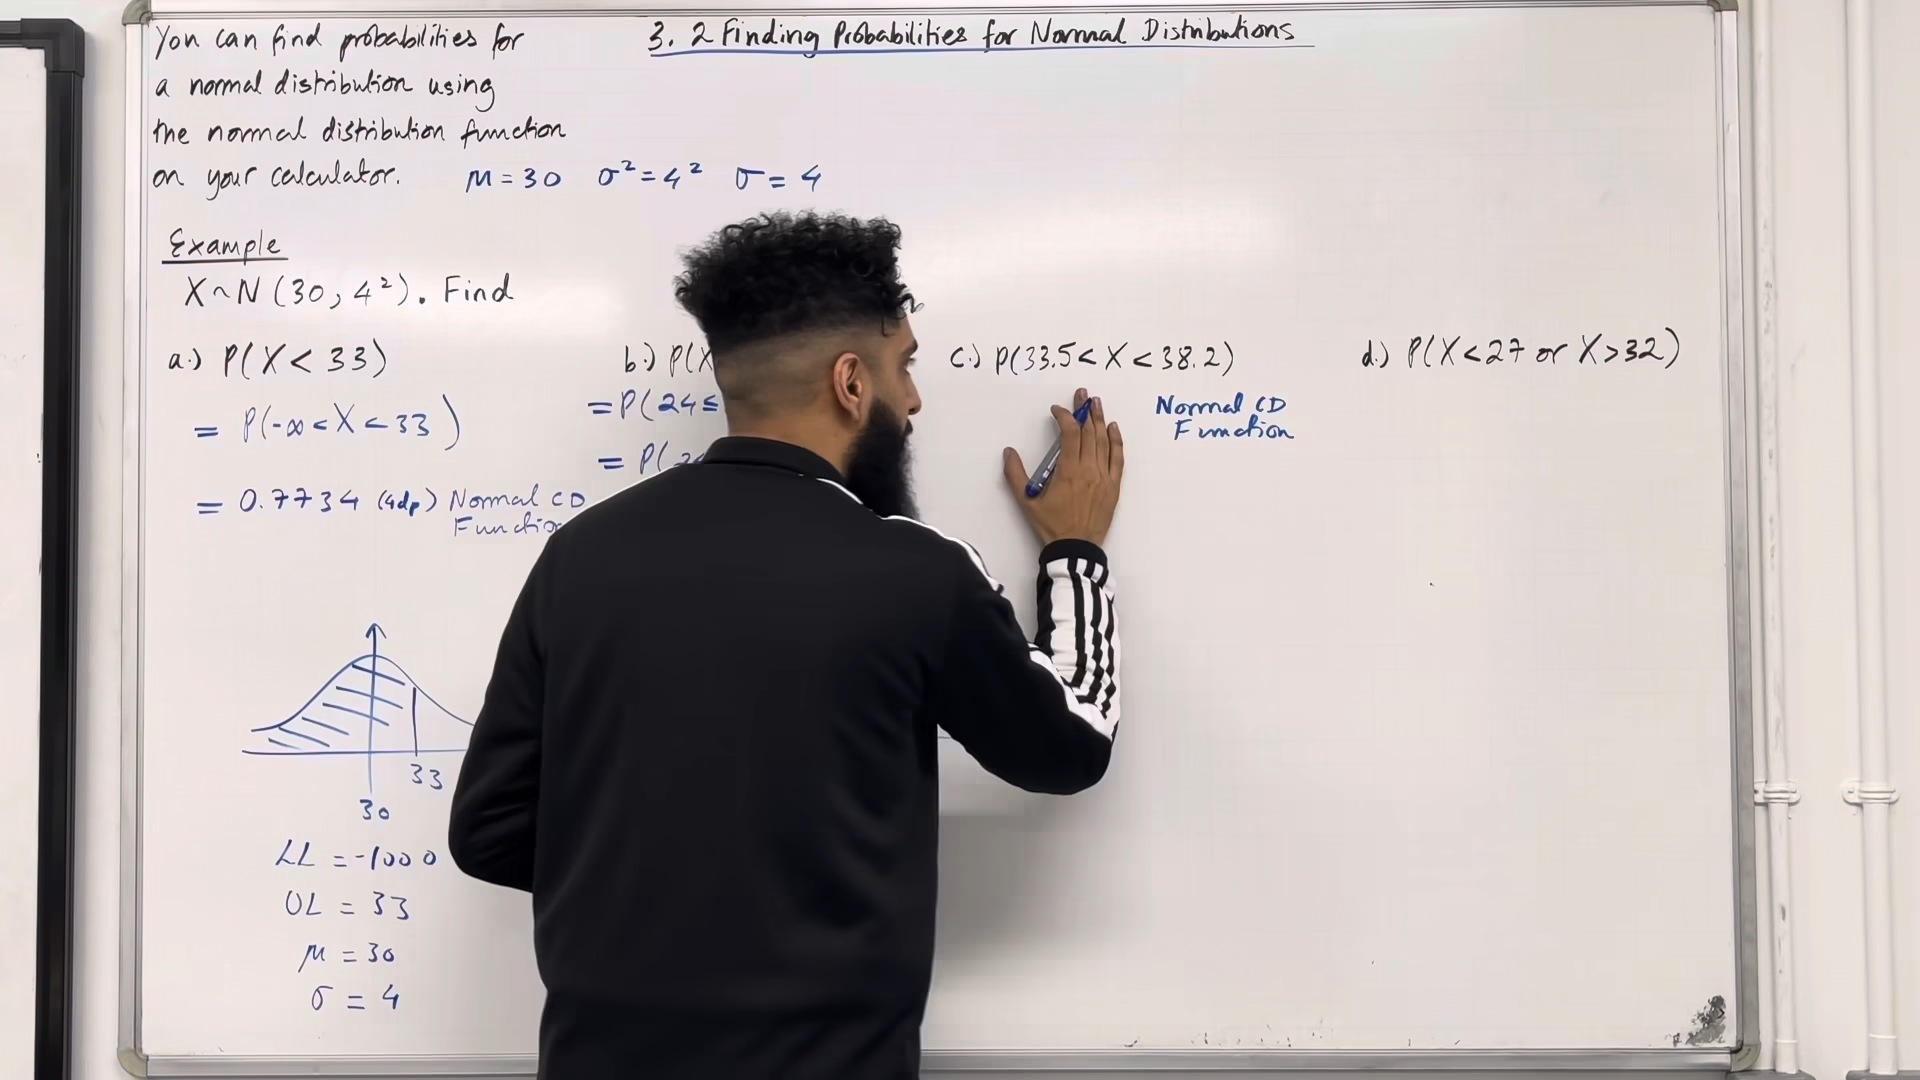 You can find probabilities for
a normal distribution using
the normal distribution function
on your calculator.
μ = 30 σ² = 4² σ = 4
3.2 Finding Probabilities for Normal Distributions
Example
X~N(30, 4²). Find
a.) P(X < 33)
= P(-∞ < X < 33)
= 0.7734 (4dp) Normal CD
33
30
LL = -1000
UL = 33
μ = 30
σ = 4
b.) P(X
= P(24 ≤
= P(
c.) P(33.5 < X < 38.2)
Normal CD
Function
d.) P(X < 27 or X > 32)